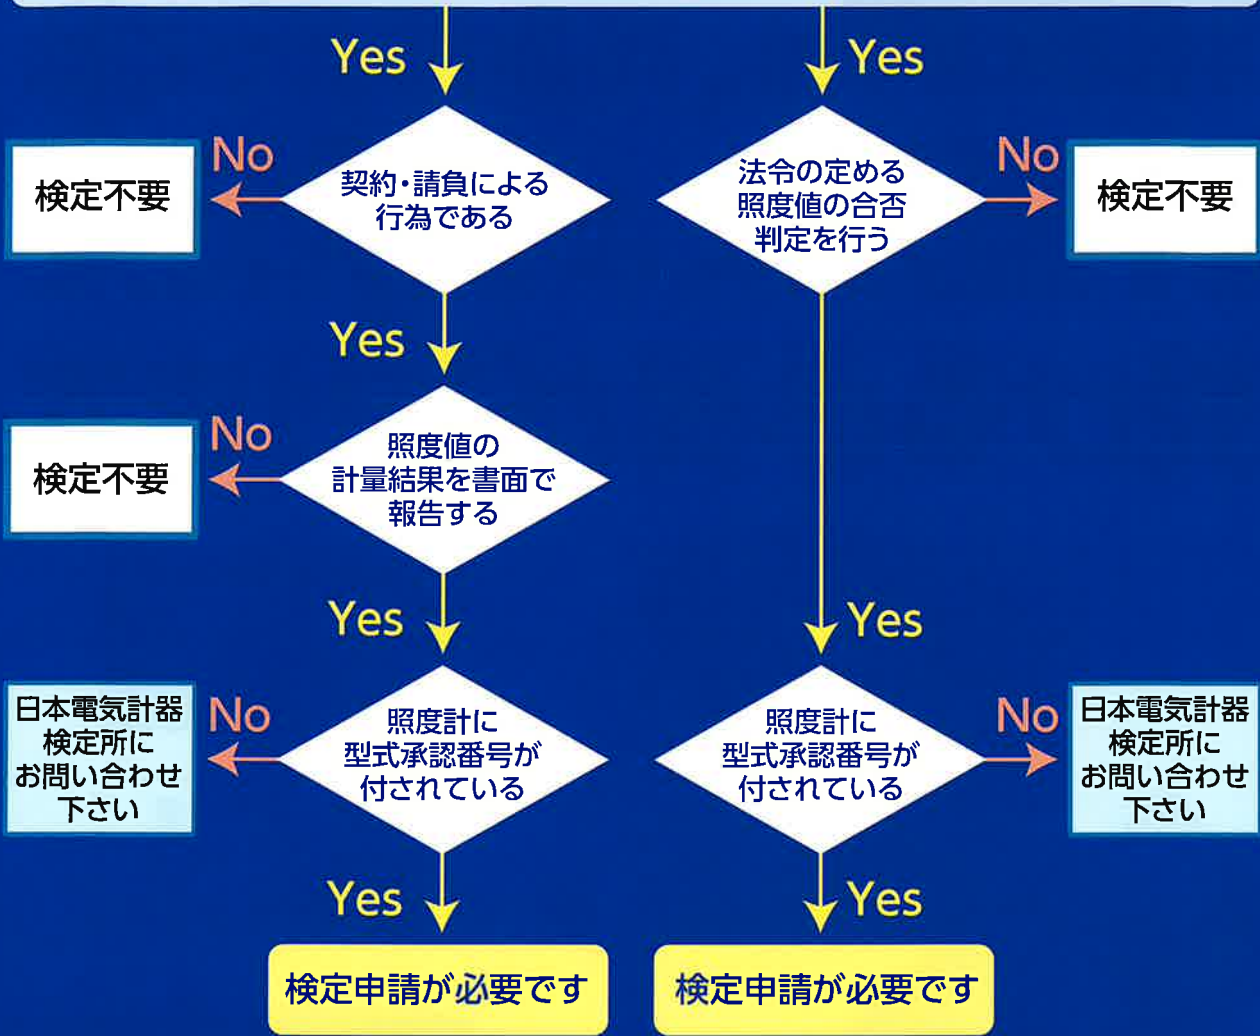 Yes
Yes
検定不要
No
契約・請負による
行為である
法令の定める
照度値の合否
判定を行う
No
検定不要
Yes
検定不要
No
照度値の
計量結果を書面で
報告する
Yes
Yes
日本電気計器
検定所に
お問い合わせ
下さい
No
照度計に
型式承認番号が
付されている
照度計に
型式承認番号が
付されている
No
日本電気計器
検定所に
お問い合わせ
下さい
Yes
Yes
検定申請が必要です
検定申請が必要です